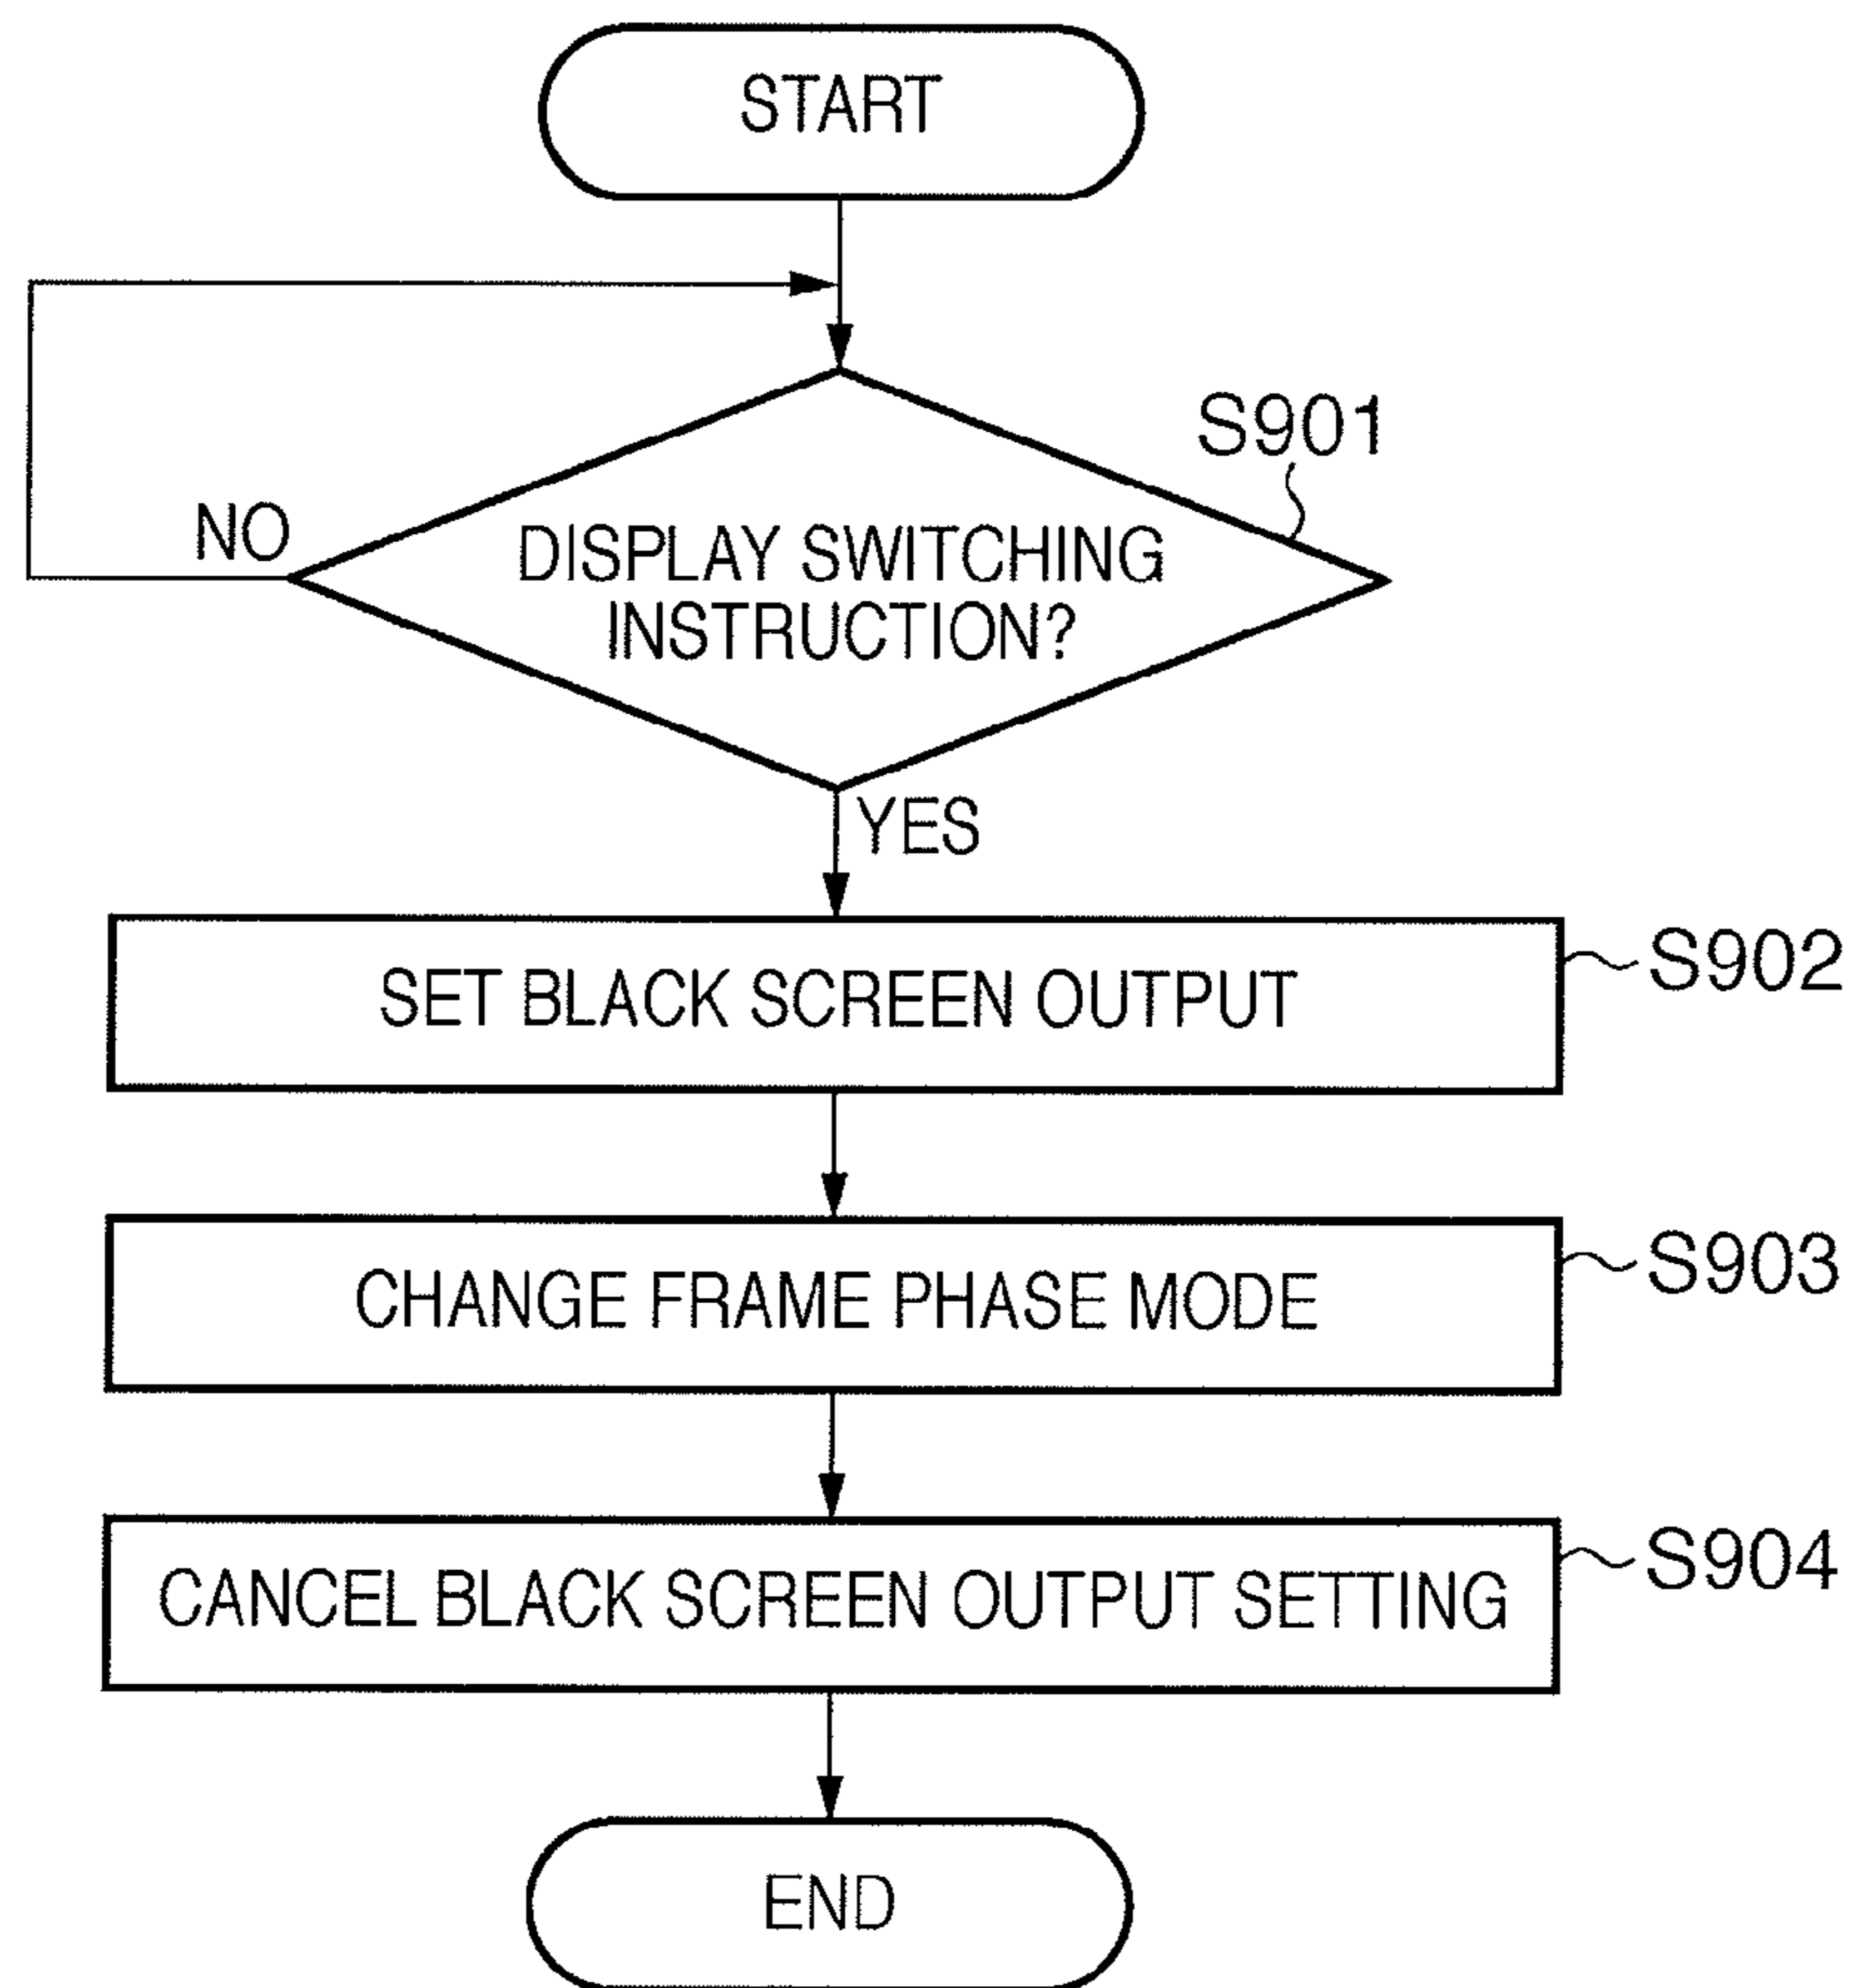 START
S901
NO
DISPLAY SWITCHING
INSTRUCTION?
YES
SET BLACK SCREEN OUTPUT
S902
CHANGE FRAME PHASE MODE
S903
CANCEL BLACK SCREEN OUTPUT SETTING
S904
END